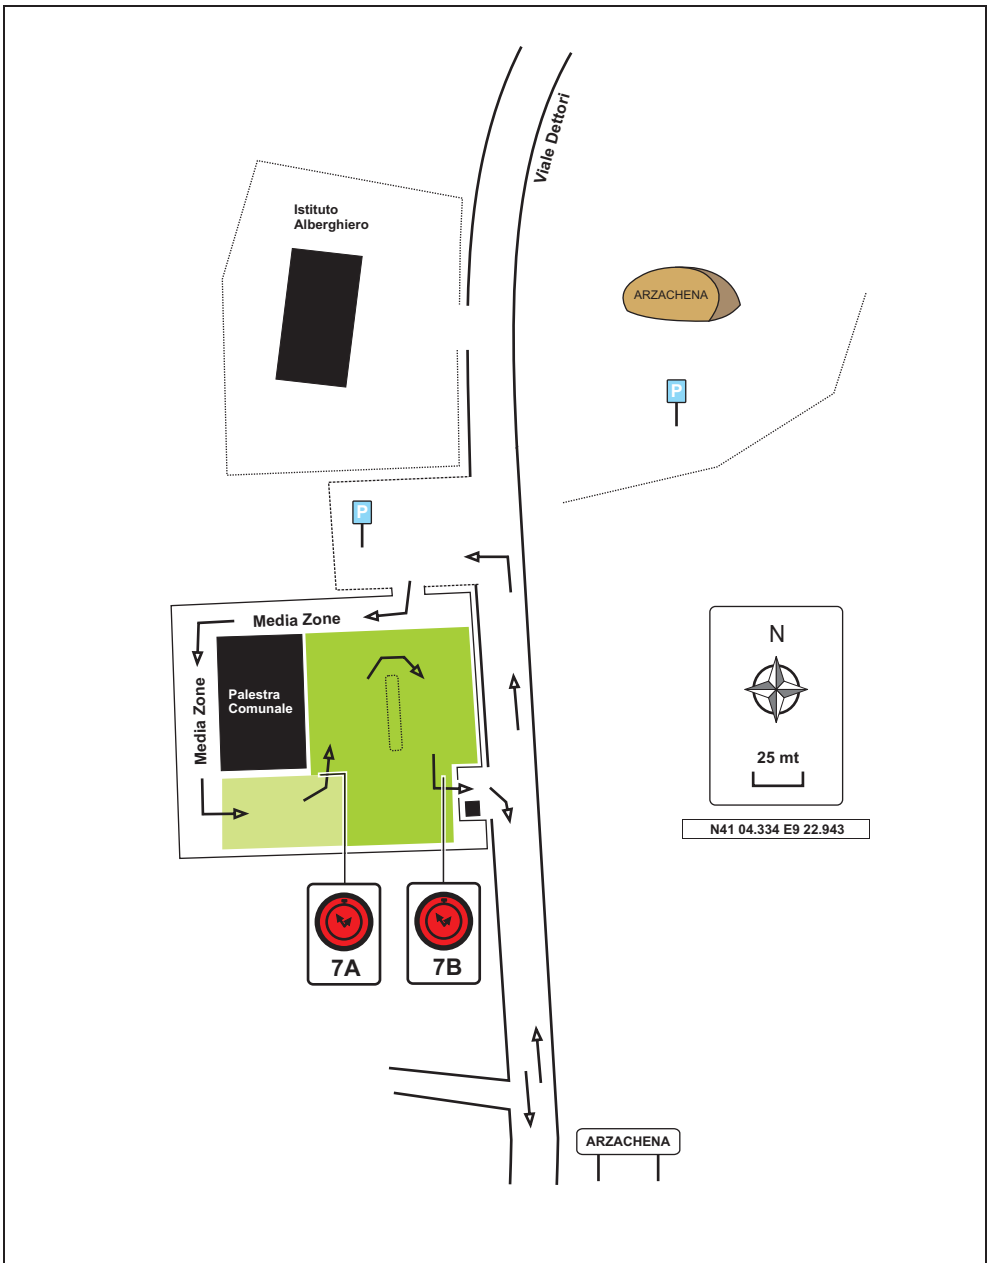 Viale Dettori
Istituto
Alberghiero
ARZACHENA
P
P
Media Zone
N
Media Zone
Palestra
Comunale
25 mt
N41 04.334 E9 22.943
7A
7B
ARZACHENA